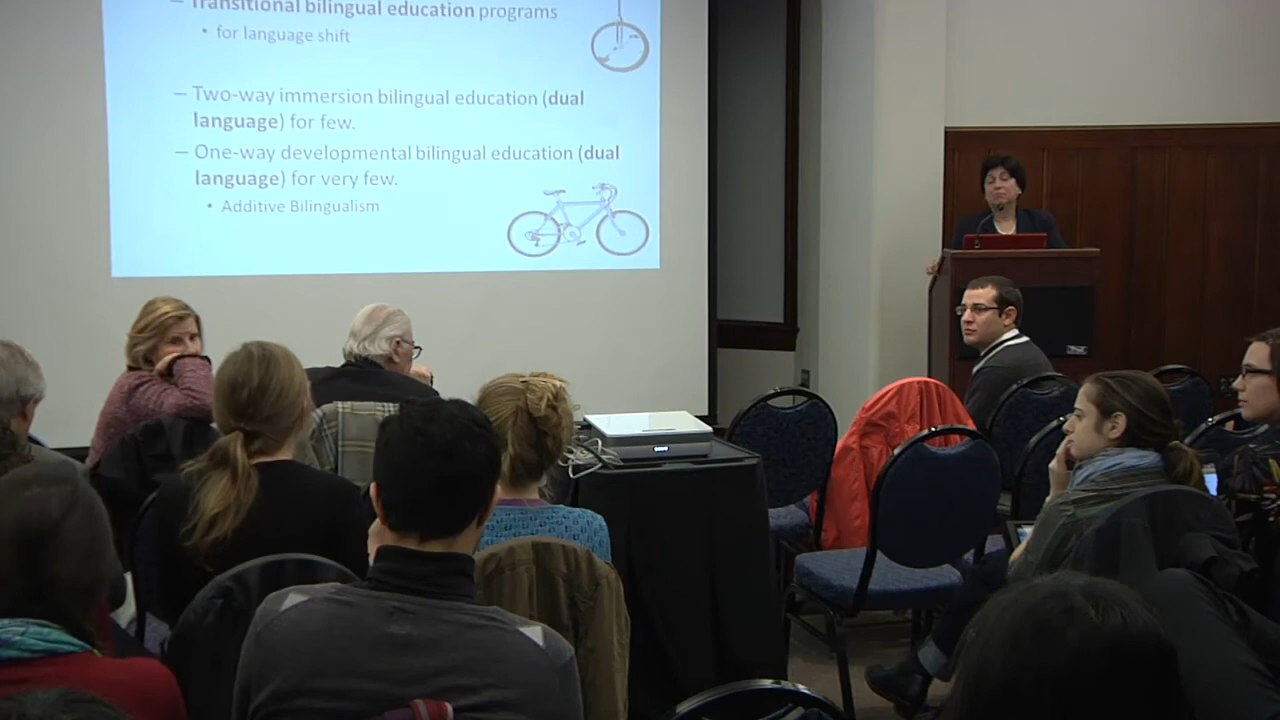 – Transitional bilingual education programs
• for language shift
– Two-way immersion bilingual education (dual
language) for few.
– One-way developmental bilingual education (dual
language) for very few.
• Additive Bilingualism